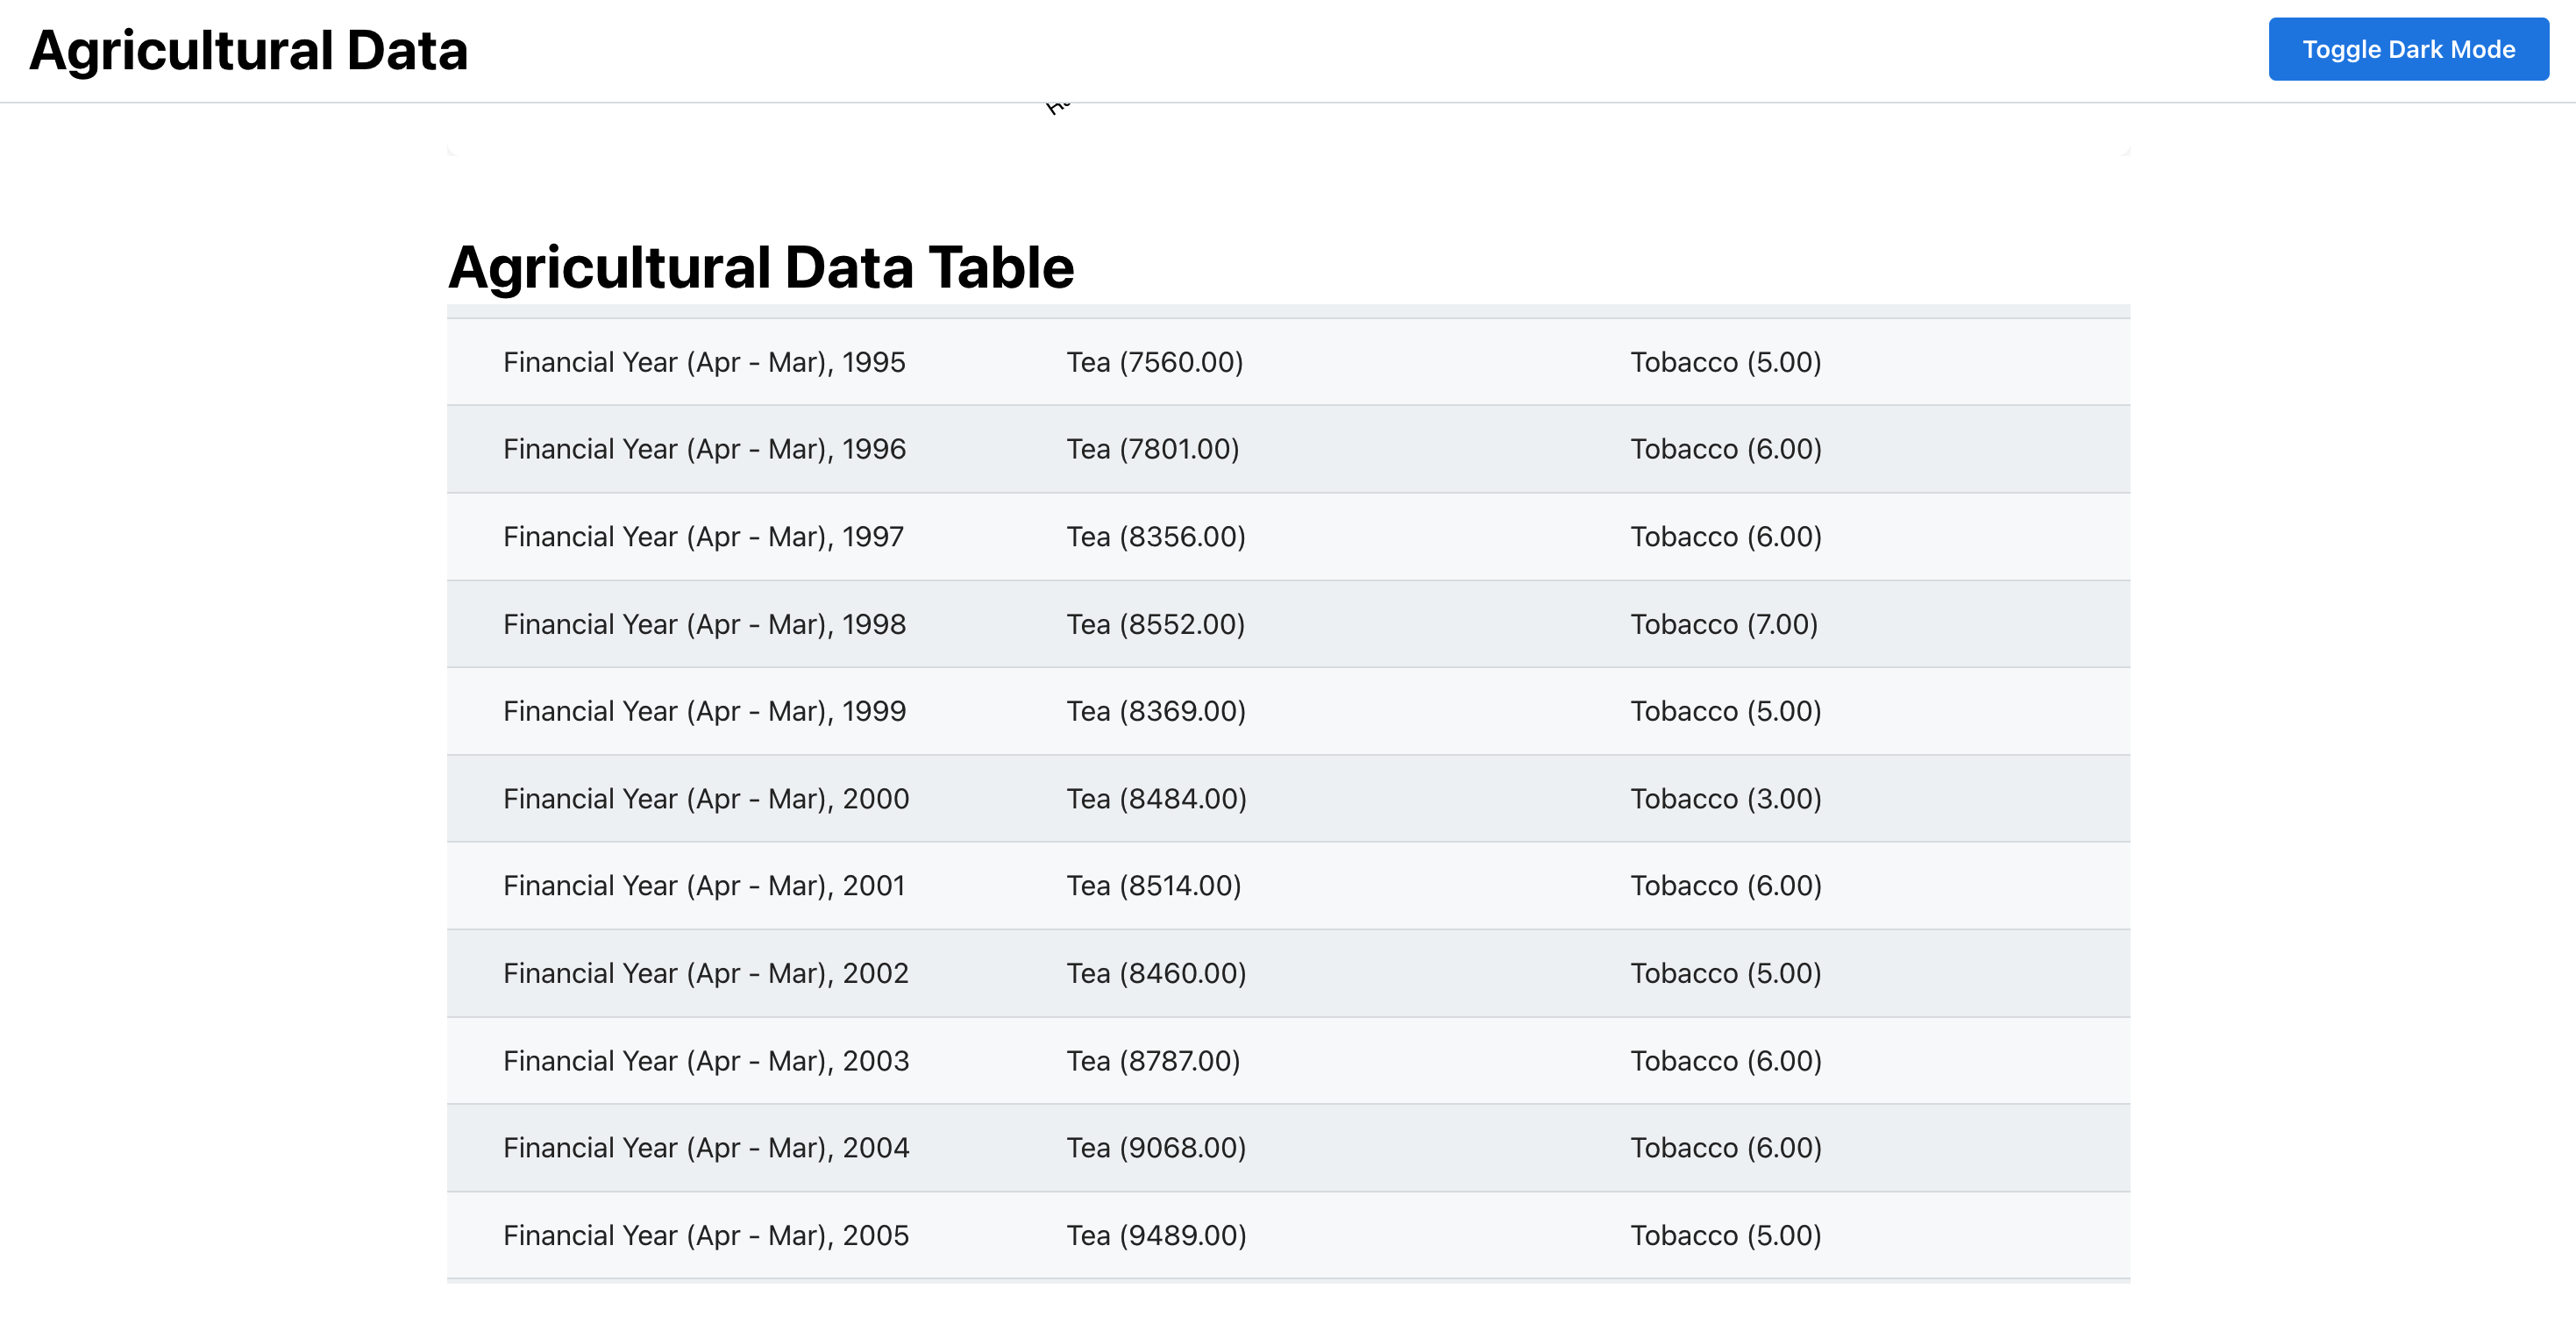 Agricultural Data
Toggle Dark Mode
Agricultural Data Table
Financial Year (Apr - Mar), 1995 Tea (7560.00) Tobacco (5.00)
Financial Year (Apr - Mar), 1996 Tea (7801.00) Tobacco (6.00)
Financial Year (Apr - Mar), 1997 Tea (8356.00) Tobacco (6.00)
Financial Year (Apr - Mar), 1998 Tea (8552.00) Tobacco (7.00)
Financial Year (Apr - Mar), 1999 Tea (8369.00) Tobacco (5.00)
Financial Year (Apr - Mar), 2000 Tea (8484.00) Tobacco (3.00)
Financial Year (Apr - Mar), 2001 Tea (8514.00) Tobacco (6.00)
Financial Year (Apr - Mar), 2002 Tea (8460.00) Tobacco (5.00)
Financial Year (Apr - Mar), 2003 Tea (8787.00) Tobacco (6.00)
Financial Year (Apr - Mar), 2004 Tea (9068.00) Tobacco (6.00)
Financial Year (Apr - Mar), 2005 Tea (9489.00) Tobacco (5.00)